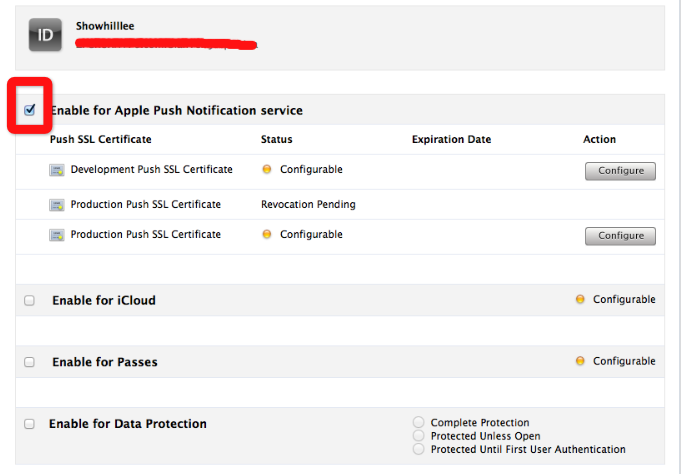 ID
Showhilllee
Enable for Apple Push Notification service
Push SSL Certificate Status Expiration Date Action
Development Push SSL Certificate Configurable Configure
Production Push SSL Certificate Revocation Pending
Production Push SSL Certificate Configurable Configure
Enable for iCloud Configurable
Enable for Passes Configurable
Enable for Data Protection Complete Protection
Protected Unless Open
Protected Until First User Authentication